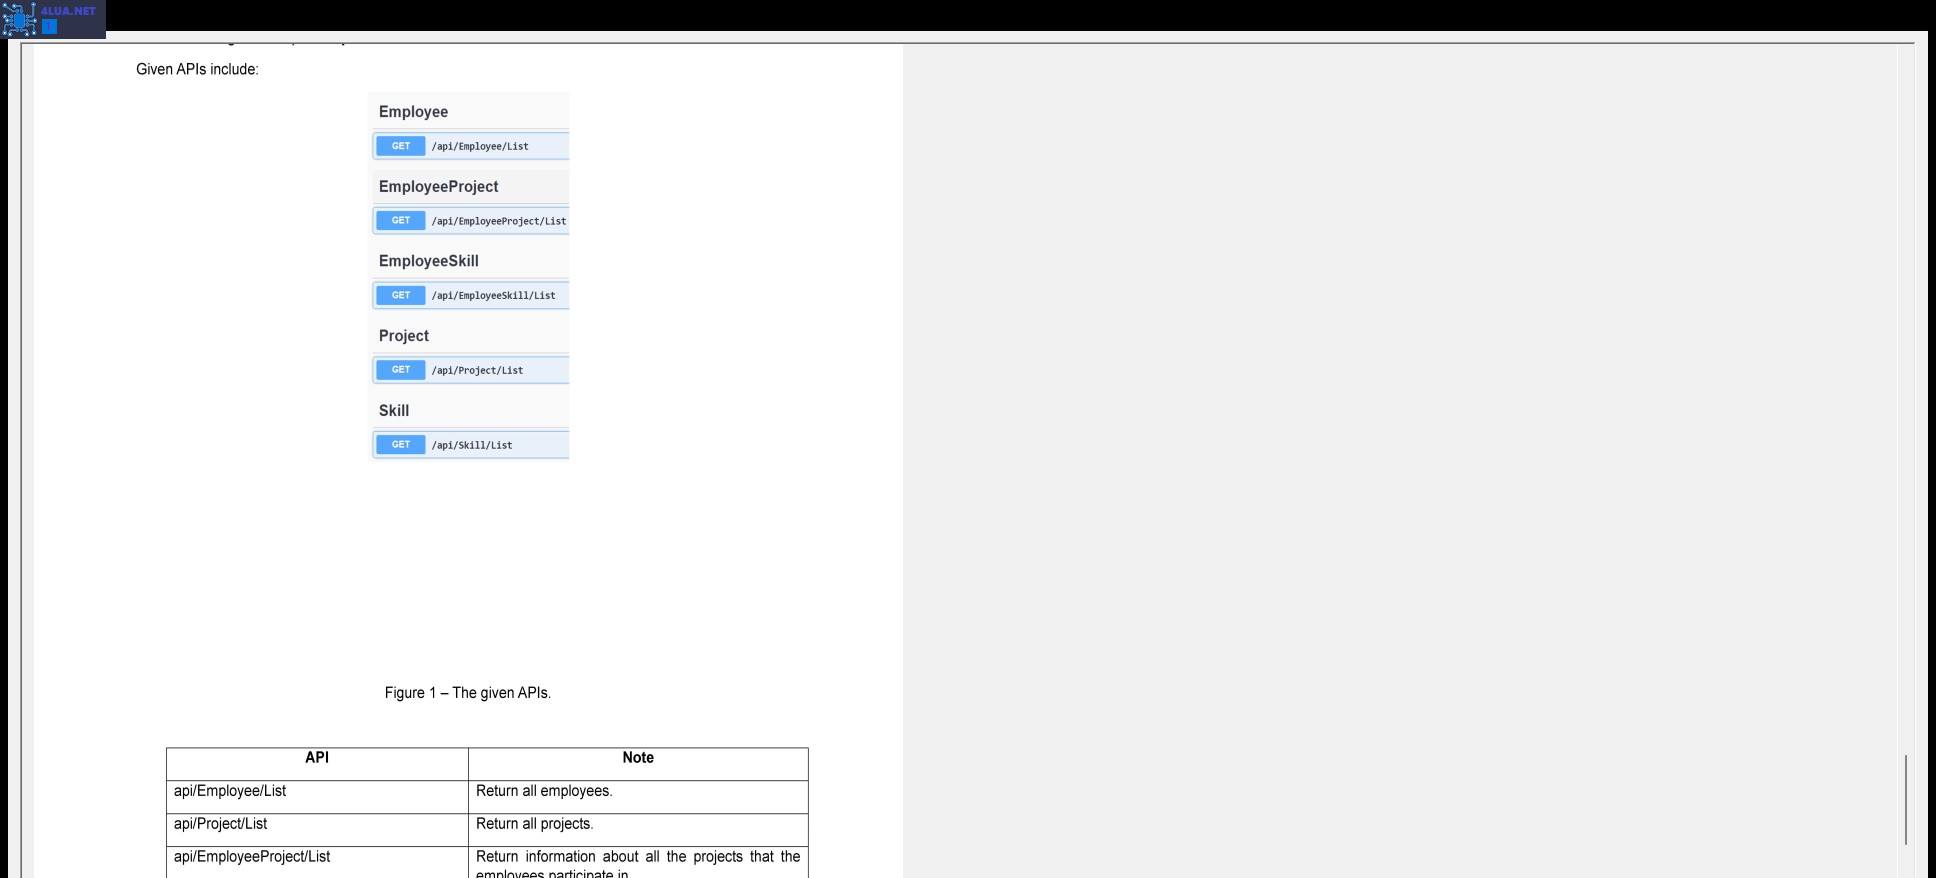 4LUA.NET
Given APIs include:
Employee
GET /api/Employee/List
EmployeeProject
GET /api/EmployeeProject/List
EmployeeSkill
GET /api/EmployeeSkill/List
Project
GET /api/Project/List
Skill
GET /api/Skill/List
Figure 1 – The given APIs.
API Note
api/Employee/List Return all employees.
api/Project/List Return all projects.
api/EmployeeProject/List Return information about all the projects that the
employees participate in